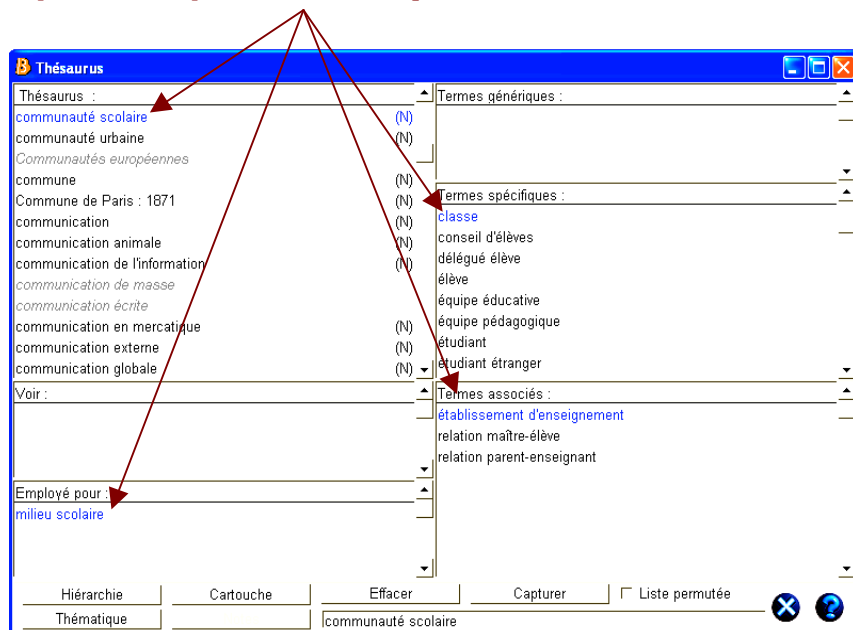 Thésaurus
Thésaurus :
communauté scolaire (N)
communauté urbaine (N)
Communautés européennes
commune (N)
Commune de Paris : 1871 (N)
communication (N)
communication animale (N)
communication de l'information (N)
communication de masse
communication écrite
communication en mercatique (N)
communication externe (N)
communication globale (N)
Voir :
Employé pour :
milieu scolaire
Termes génériques :
Termes spécifiques :
classe
conseil d'élèves
délégué élève
élève
équipe éducative
équipe pédagogique
étudiant
étudiant étranger
Termes associés :
établissement d'enseignement
relation maître-élève
relation parent-enseignant
Hiérarchie Cartouche Effacer Capturer Liste permutée
Thématique communauté scolaire